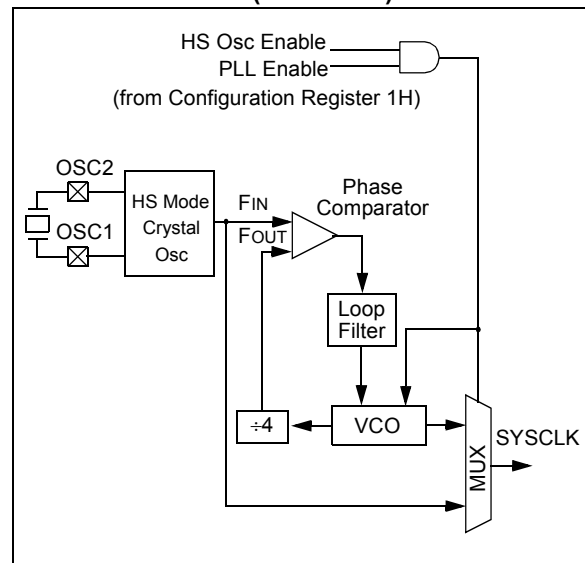 HS Osc Enable
PLL Enable
(from Configuration Register 1H)
OSC2
OSC1
HS Mode
Crystal
Osc
FIN
FOUT
Phase
Comparator
Loop
Filter
÷4
VCO
MUX
SYSCLK